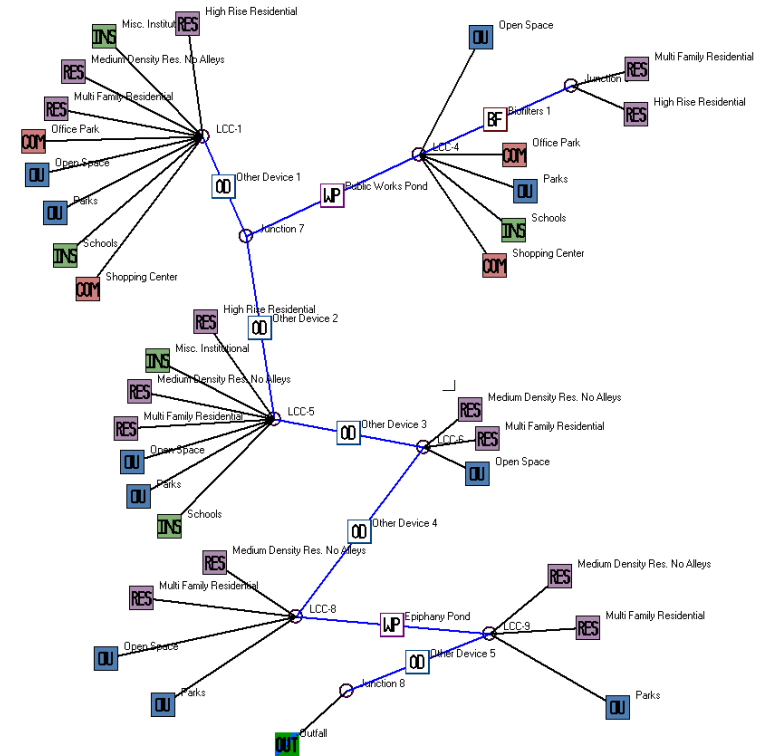 High Rise Residential
RES
Misc. Institut
INS
Medium Density Res. No Alleys
RES
Multi Family Residential
RES
Office Park
COM
LCC-1
Open Space
OU
Parks
OU
Schools
INS
Shopping Center
COM
Other Device 1
OD
Junction 7
Public Works Pond
WP
Open Space
OU
Multi Family Residential
RES
Junction
High Rise Residential
RES
Biofilters 1
BF
LCC-4
Office Park
COM
Parks
OU
Schools
INS
Shopping Center
COM
High Rise Residential
RES
Other Device 2
OD
Misc. Institutional
INS
Medium Density Res. No Alleys
RES
Multi Family Residential
RES
LCC-5
Open Space
OU
Parks
OU
Schools
INS
Other Device 3
OD
Medium Density Res. No Alleys
RES
Multi Family Residential
RES
LCC-6
Open Space
OU
Other Device 4
OD
Medium Density Res. No Alleys
RES
Multi Family Residential
RES
LCC-8
Open Space
OU
Parks
OU
Epiphany Pond
WP
Medium Density Res. No Alleys
RES
Multi Family Residential
RES
LCC-9
Parks
OU
Other Device 5
OD
Junction 8
Outfall
OUT